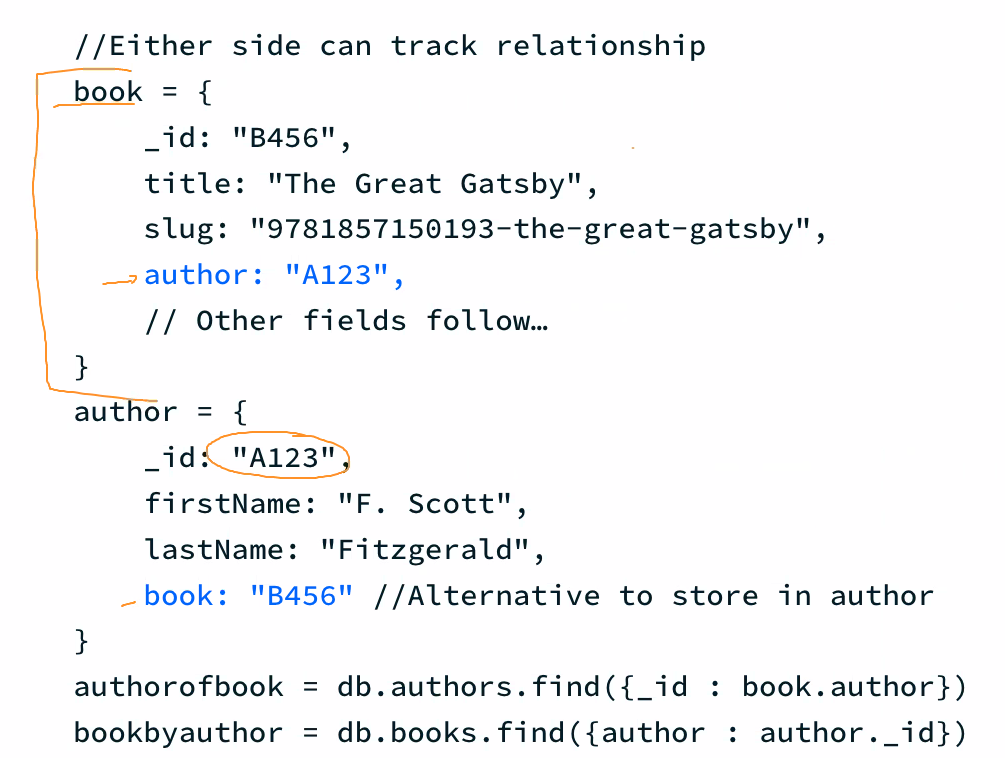 //Either side can track relationship
book = {
    _id: "B456",
    title: "The Great Gatsby",
    slug: "9781857150193-the-great-gatsby",
    author: "A123",
    // Other fields follow…
}
author = {
    _id: "A123",
    firstName: "F. Scott",
    lastName: "Fitzgerald",
    book: "B456" //Alternative to store in author
}
authorofbook = db.authors.find({_id : book.author})
bookbyauthor = db.books.find({author : author._id})